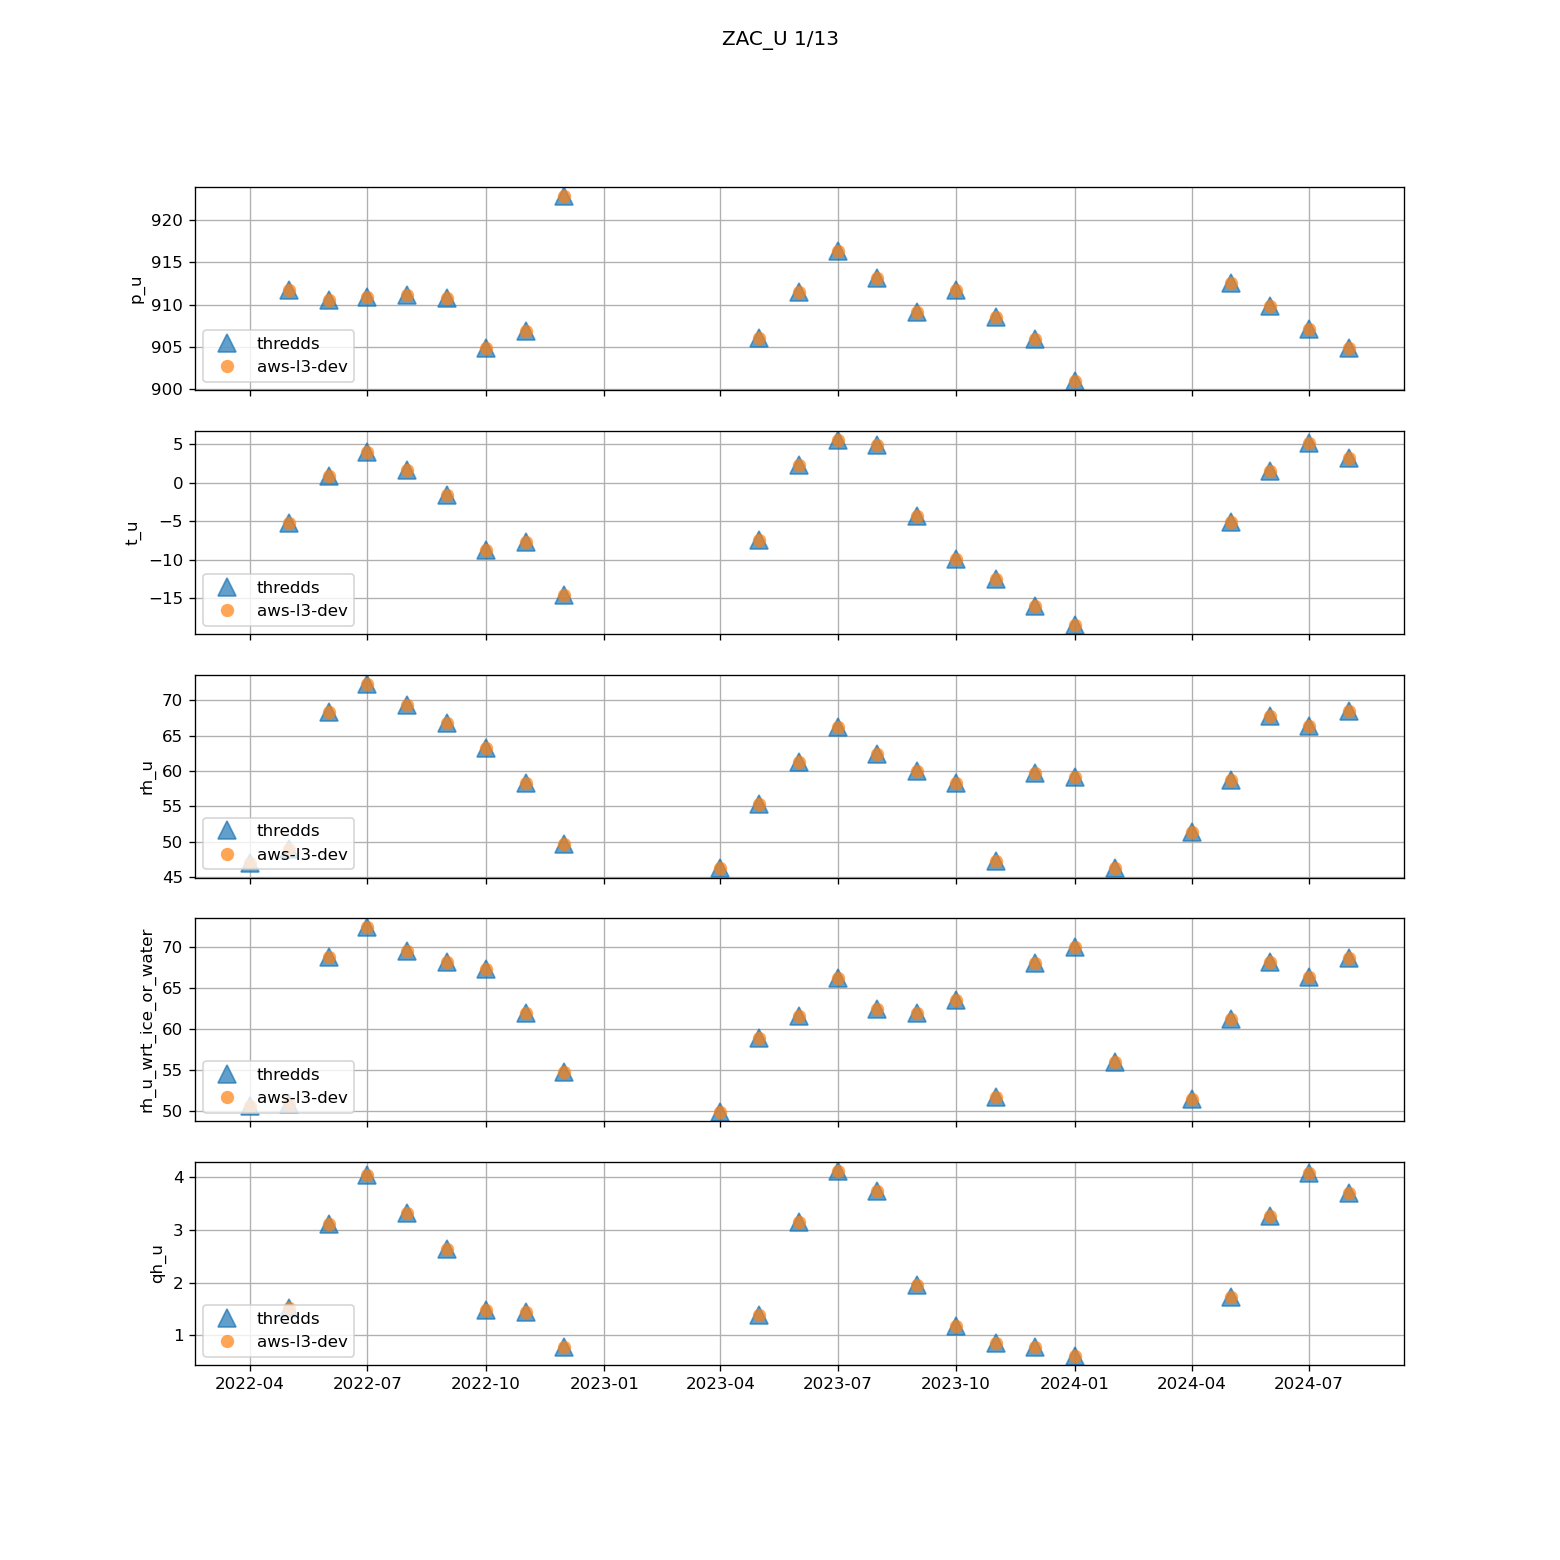 ZAC_U 1/13
920
915
910
905
900
p_u
thredds
aws-l3-dev
5
0
−5
−10
−15
t_u
thredds
aws-l3-dev
70
65
60
55
50
45
rh_u
thredds
aws-l3-dev
70
65
60
55
50
rh_u_wrt_ice_or_water
thredds
aws-l3-dev
4
3
2
1
qh_u
thredds
aws-l3-dev
2022-04 2022-07 2022-10 2023-01 2023-04 2023-07 2023-10 2024-01 2024-04 2024-07